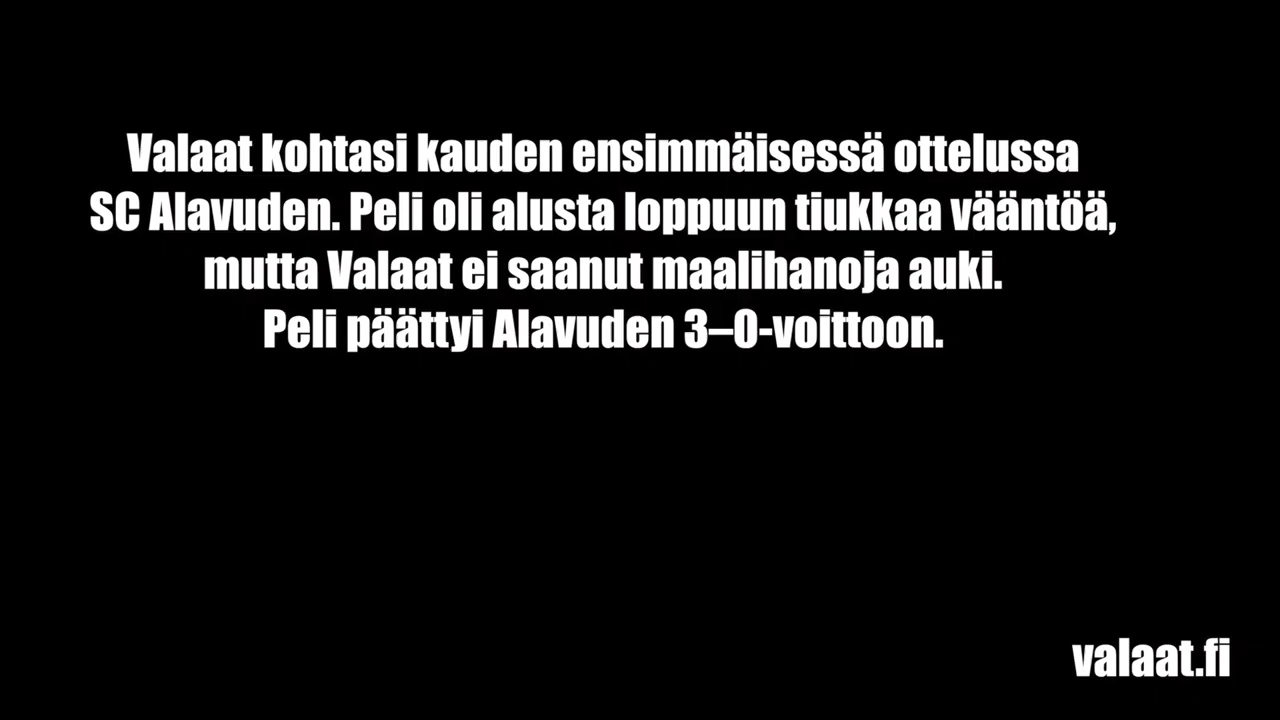 Valaat kohtasi kauden ensimmäisessä ottelussa
SC Alavuden. Peli oli alusta loppuun tiukkaa vääntöä,
mutta Valaat ei saanut maalihanoja auki.
Peli päättyi Alavuden 3–0-voittoon.
valaat.fi